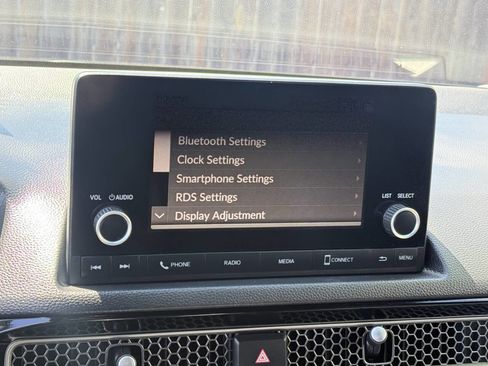 Bluetooth Settings
Clock Settings
Smartphone Settings
RDS Settings
Display Adjustment
VOL AUDIO
LIST SELECT
PHONE RADIO MEDIA CONNECT MENU